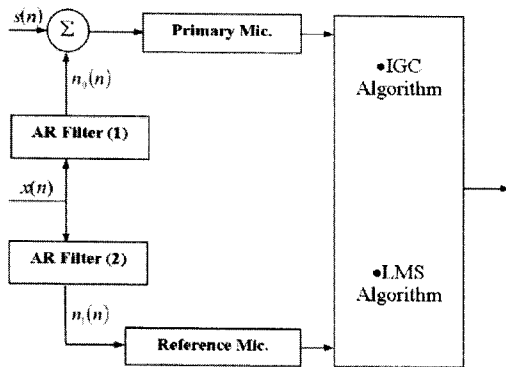 s(n)
Σ
Primary Mic.
n₀(n)
•IGC
Algorithm
AR Filter (1)
x(n)
AR Filter (2)
•LMS
Algorithm
n₁(n)
Reference Mic.